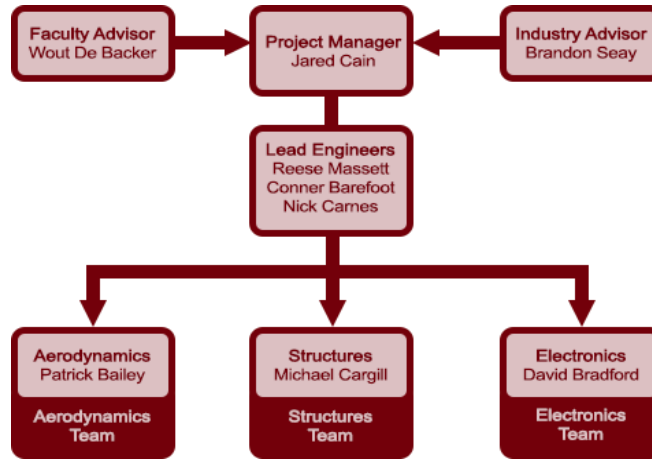 Faculty Advisor
Wout De Backer
Project Manager
Jared Cain
Industry Advisor
Brandon Seay
Lead Engineers
Reese Massett
Conner Barefoot
Nick Carnes
Aerodynamics
Patrick Bailey
Aerodynamics
Team
Structures
Michael Cargill
Structures
Team
Electronics
David Bradford
Electronics
Team